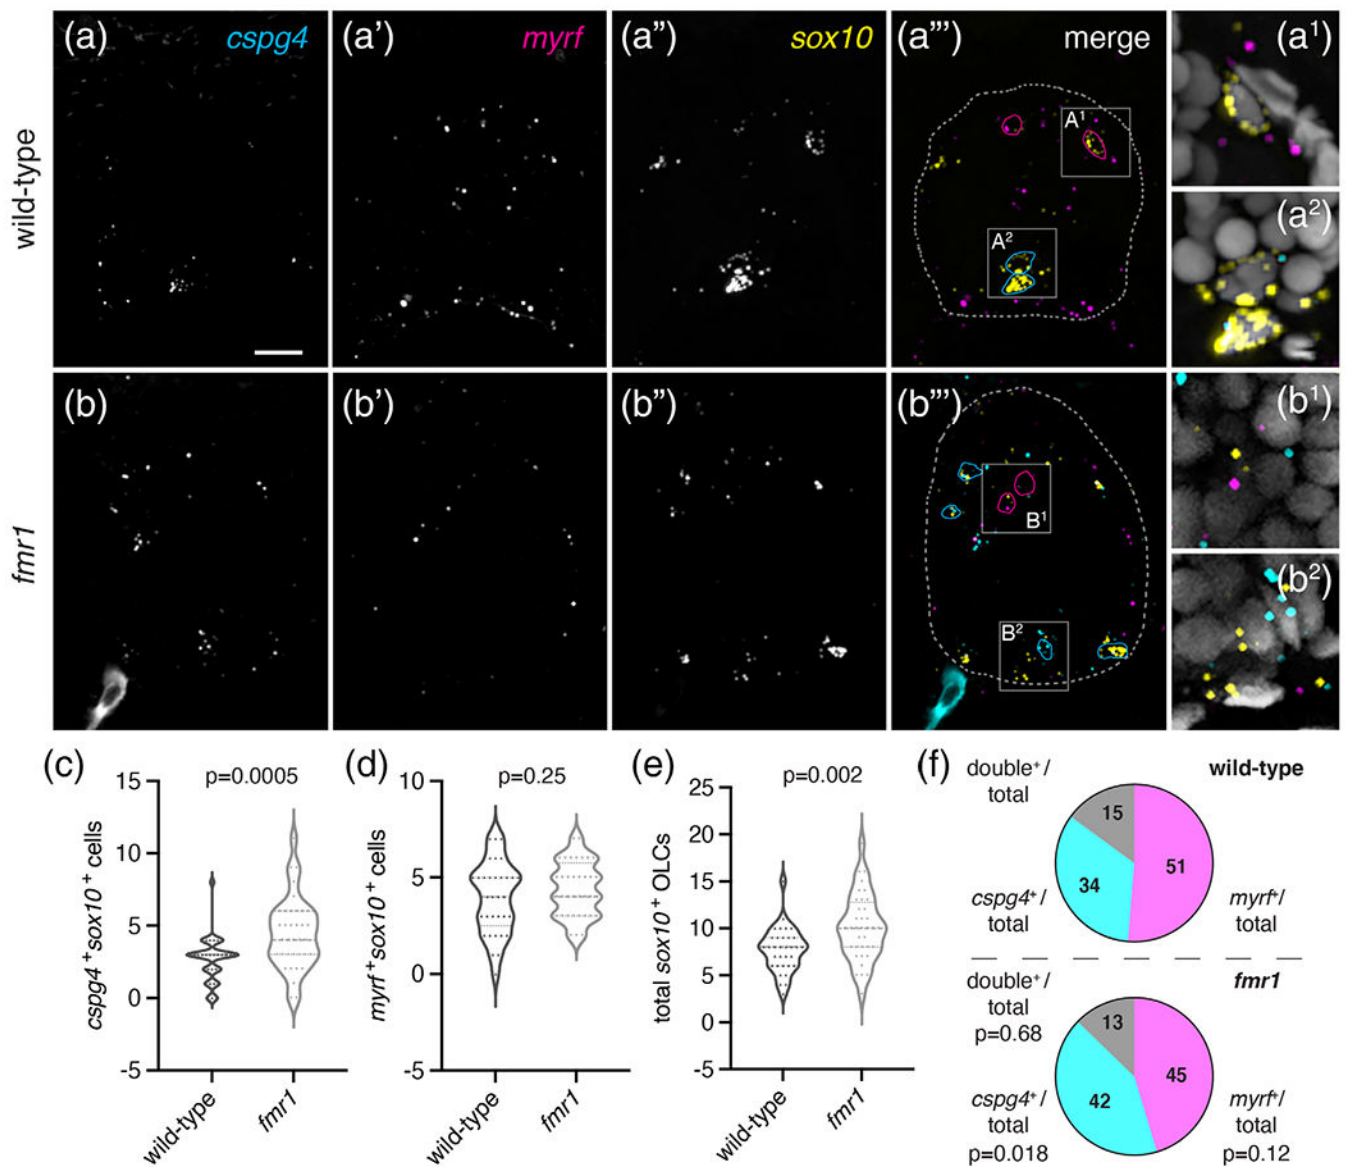 (a) cspg4
(a') myrf
(a") sox10
(a"') merge
(a¹)
A¹
A²
(a²)
wild-type
(b)
(b')
(b")
(b"')
(b¹)
B¹
B²
(b²)
fmr1
(c)
p=0.0005
15
10
5
0
-5
cspg4⁺sox10⁺ cells
wild-type
fmr1
(d)
p=0.25
10
5
0
-5
myrf⁺sox10⁺ cells
wild-type
fmr1
(e)
p=0.002
25
20
15
10
5
0
-5
total sox10⁺ OLCs
wild-type
fmr1
(f)
wild-type
double⁺/
total
15
34
51
cspg4⁺/
total
myrf⁺/
total
fmr1
double⁺/
total
p=0.68
13
42
45
cspg4⁺/
total
p=0.018
myrf⁺/
total
p=0.12